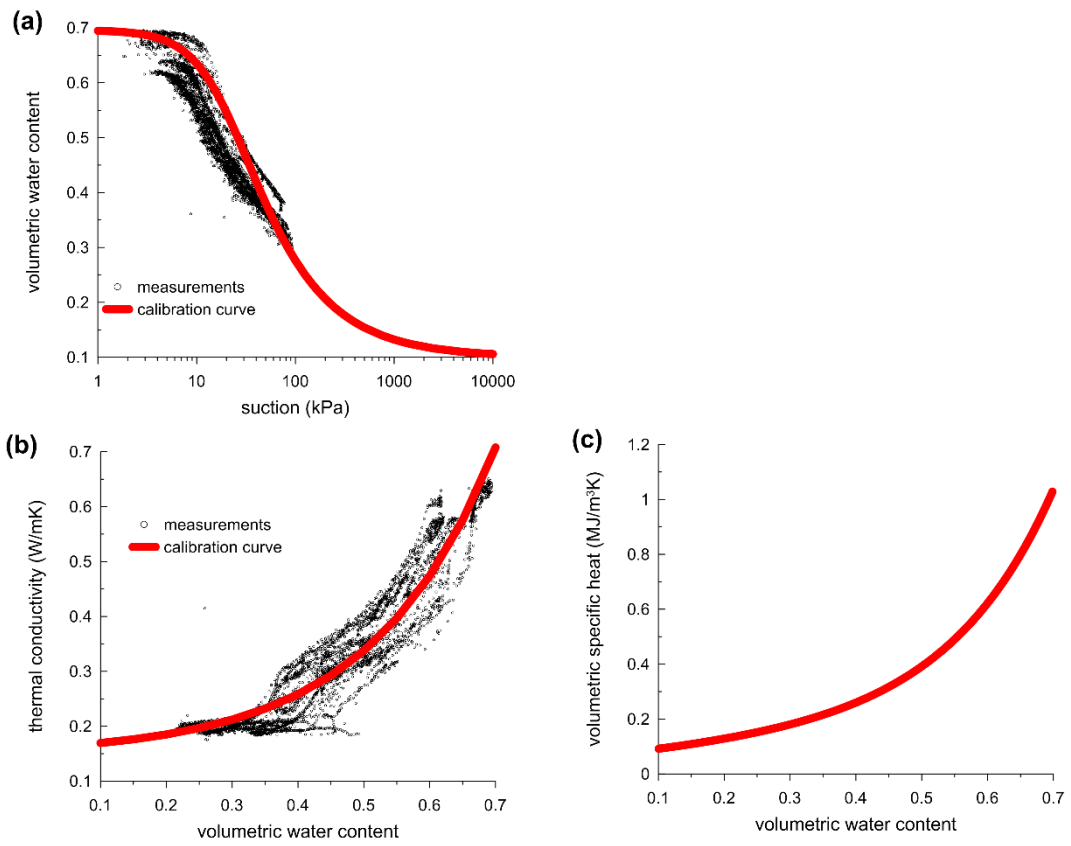 (a)
0.7
0.6
0.5
0.4
0.3
0.2
0.1
volumetric water content
measurements
calibration curve
1 10 100 1000 10000
suction (kPa)
(b)
0.7
0.6
0.5
0.4
0.3
0.2
0.1
thermal conductivity (W/mK)
measurements
calibration curve
0.1 0.2 0.3 0.4 0.5 0.6 0.7
volumetric water content
(c)
1.2
1
0.8
0.6
0.4
0.2
0
volumetric specific heat (MJ/m³K)
0.1 0.2 0.3 0.4 0.5 0.6 0.7
volumetric water content